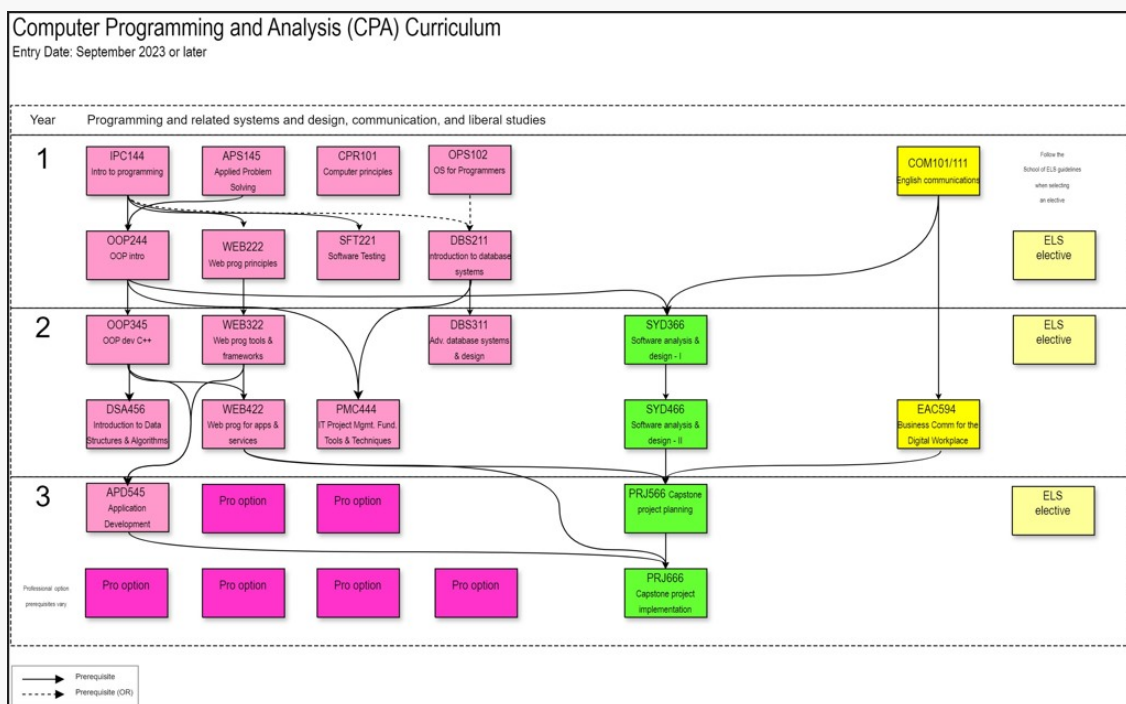 Computer Programming and Analysis (CPA) Curriculum
Entry Date: September 2023 or later
Year
Programming and related systems and design, communication, and liberal studies
1
IPC144
Intro to programming
APS145
Applied Problem
Solving
CPR101
Computer principles
OPS102
OS for Programmers
COM101/111
English communications
Follow the
School of ELS guidelines
when selecting
an elective
OOP244
OOP intro
WEB222
Web prog principles
SFT221
Software Testing
DBS211
Introduction to database
systems
ELS
elective
2
OOP345
OOP dev C++
WEB322
Web prog tools &
frameworks
DBS311
Adv. database systems
& design
SYD366
Software analysis &
design - I
ELS
elective
DSA456
Introduction to Data
Structures & Algorithms
WEB422
Web prog for apps &
services
PMC444
IT Project Mgmt. Fund.
Tools & Techniques
SYD466
Software analysis &
design - II
EAC594
Business Comm for the
Digital Workplace
3
APD545
Application
Development
Pro option
Pro option
PRJ566 Capstone
project planning
ELS
elective
Professional option
prerequisites vary
Pro option
Pro option
Pro option
Pro option
PRJ666
Capstone project
implementation
Prerequisite
Prerequisite (OR)